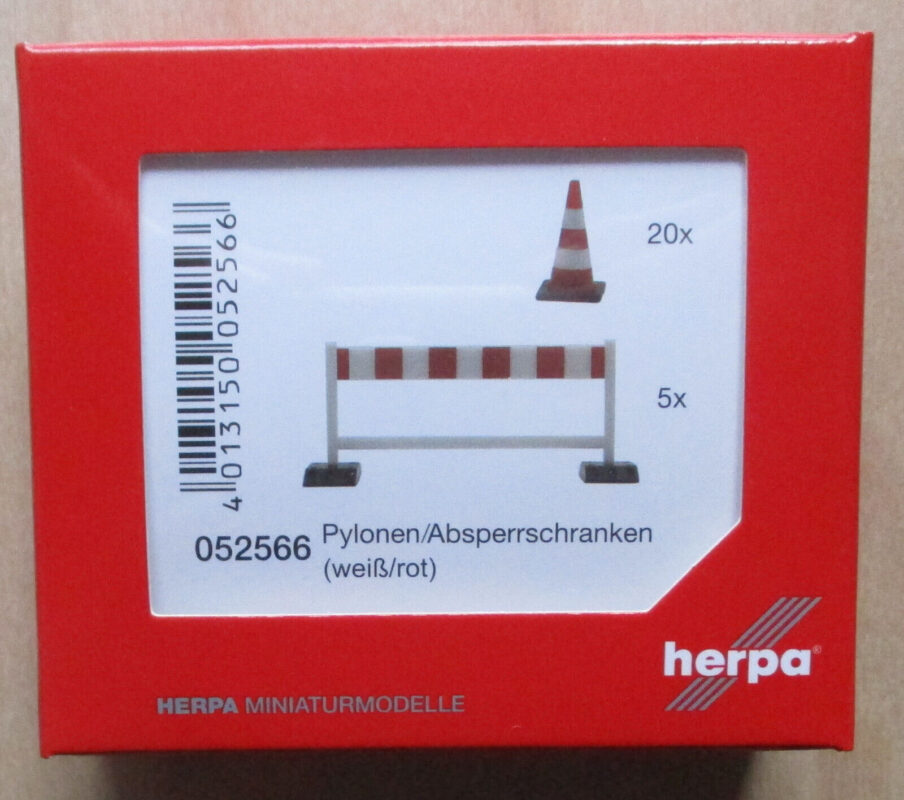 4 013150 052566
20x
5x
052566 Pylonen/Absperrschranken
(weiß/rot)
herpa®
HERPA MINIATURMODELLE